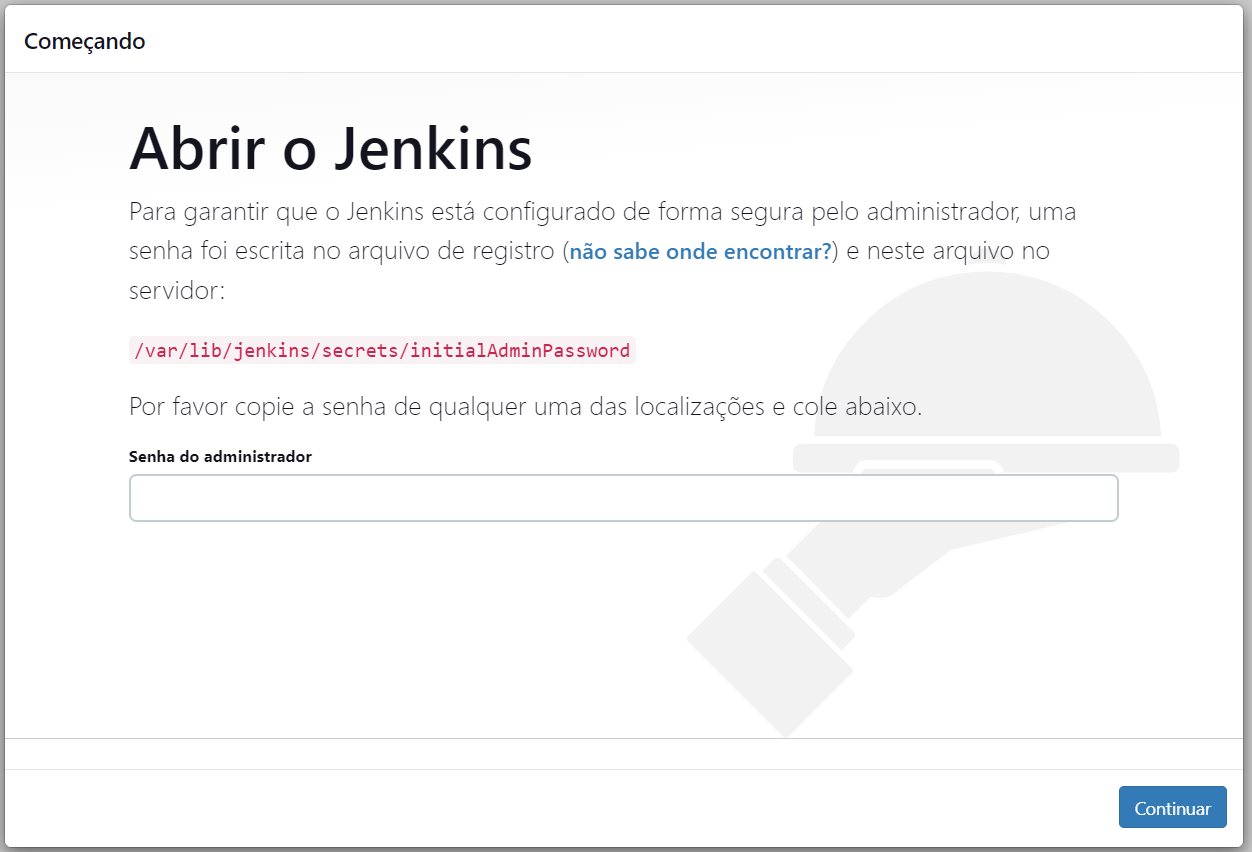 Começando
Abrir o Jenkins
Para garantir que o Jenkins está configurado de forma segura pelo administrador, uma
senha foi escrita no arquivo de registro (não sabe onde encontrar?) e neste arquivo no
servidor:
/var/lib/jenkins/secrets/initialAdminPassword
Por favor copie a senha de qualquer uma das localizações e cole abaixo.
Senha do administrador
Continuar